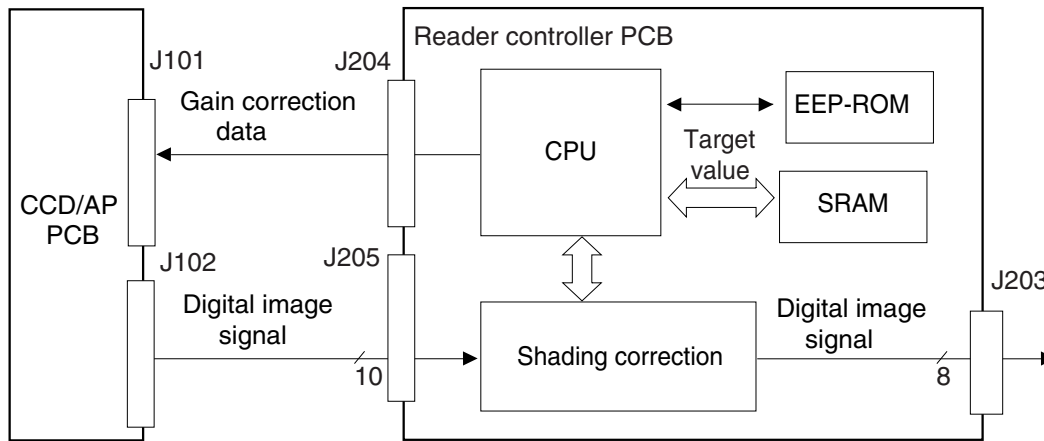 Reader controller PCB
J101
J204
Gain correction
data
CPU
EEP-ROM
Target
value
SRAM
CCD/AP
PCB
J102
J205
J203
Digital image
signal
10
Shading correction
Digital image
signal
8